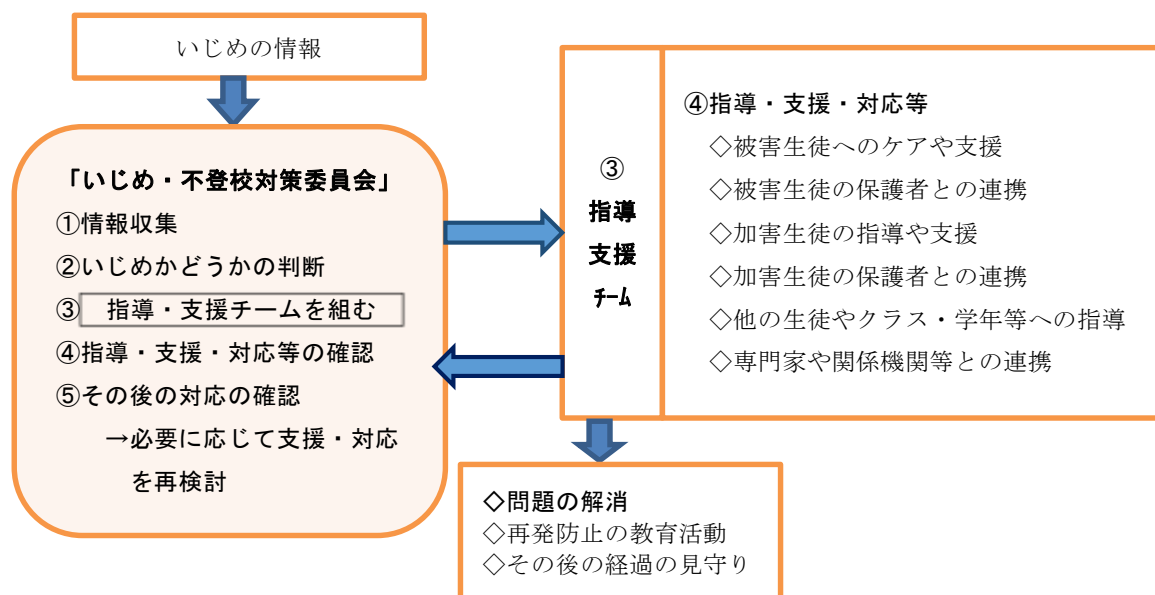 いじめの情報
「いじめ・不登校対策委員会」
①情報収集
②いじめかどうかの判断
③ 指導・支援チームを組む
④指導・支援・対応等の確認
⑤その後の対応の確認
→必要に応じて支援・対応
を再検討
③
指導
支援
ﾁｰﾑ
④指導・支援・対応等
◇被害生徒へのケアや支援
◇被害生徒の保護者との連携
◇加害生徒の指導や支援
◇加害生徒の保護者との連携
◇他の生徒やクラス・学年等への指導
◇専門家や関係機関等との連携
◇問題の解消
◇再発防止の教育活動
◇その後の経過の見守り